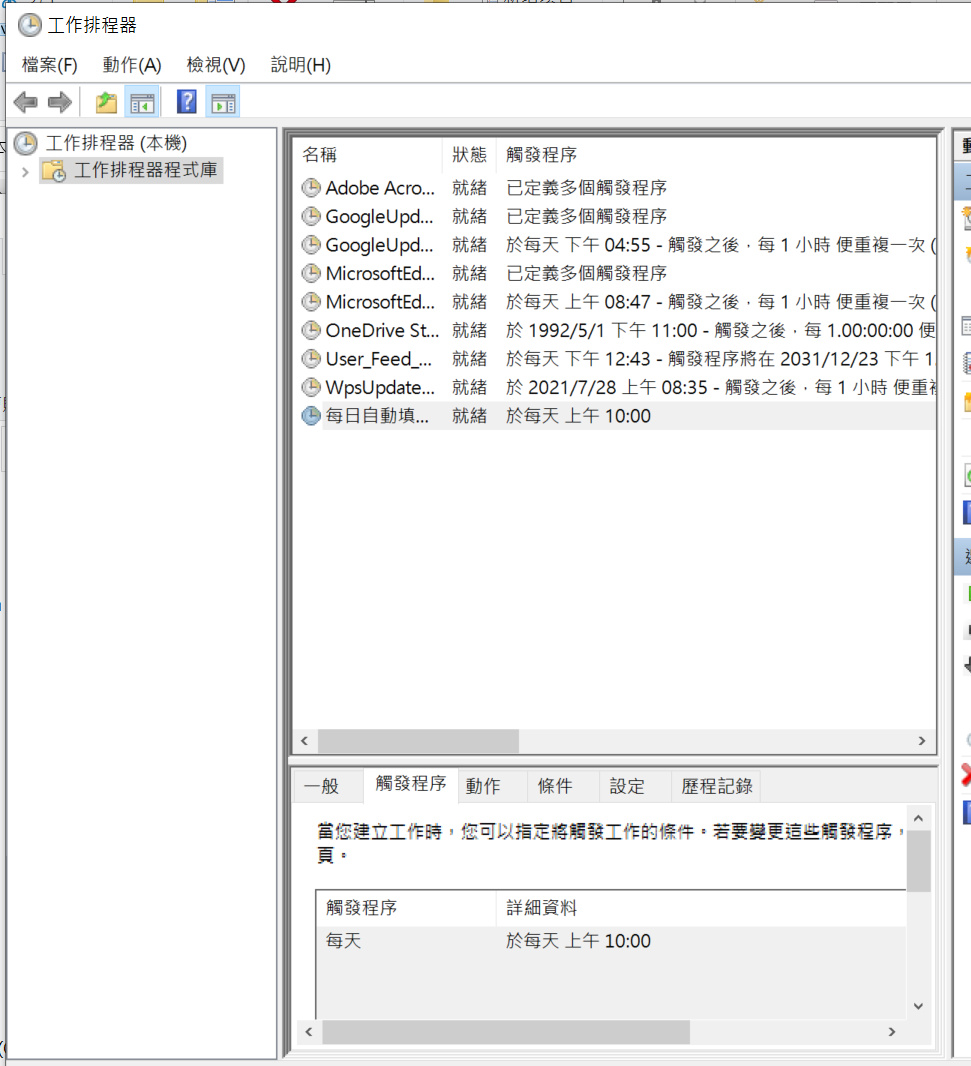 工作排程器
檔案(F) 動作(A) 檢視(V) 說明(H)
工作排程器 (本機)
工作排程器程式庫
名稱 狀態 觸發程序
Adobe Acro... 就緒 已定義多個觸發程序
GoogleUpd... 就緒 已定義多個觸發程序
GoogleUpd... 就緒 於每天 下午 04:55 - 觸發之後，每 1 小時 便重複一次 (
MicrosoftEd... 就緒 已定義多個觸發程序
MicrosoftEd... 就緒 於每天 上午 08:47 - 觸發之後，每 1 小時 便重複一次 (
OneDrive St... 就緒 於 1992/5/1 下午 11:00 - 觸發之後，每 1.00:00:00 便
User_Feed_... 就緒 於每天 下午 12:43 - 觸發程序將在 2031/12/23 下午 1
WpsUpdate... 就緒 於 2021/7/28 上午 08:35 - 觸發之後，每 1 小時 便重複
每日自動填... 就緒 於每天 上午 10:00
一般 觸發程序 動作 條件 設定 歷程記錄
當您建立工作時，您可以指定將觸發工作的條件。若要變更這些觸發程序，
頁。
觸發程序 詳細資料
每天 於每天 上午 10:00